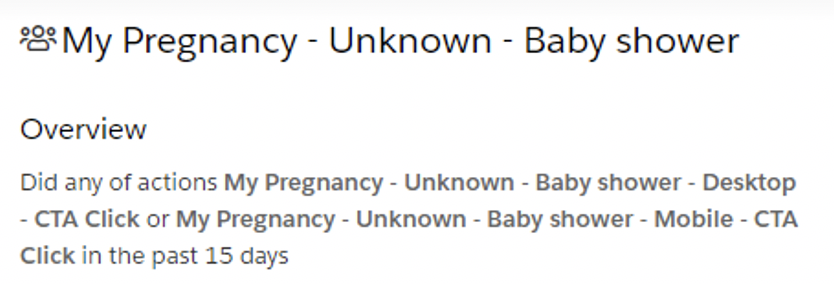 My Pregnancy - Unknown - Baby shower
Overview
Did any of actions My Pregnancy - Unknown - Baby shower - Desktop
- CTA Click or My Pregnancy - Unknown - Baby shower - Mobile - CTA
Click in the past 15 days